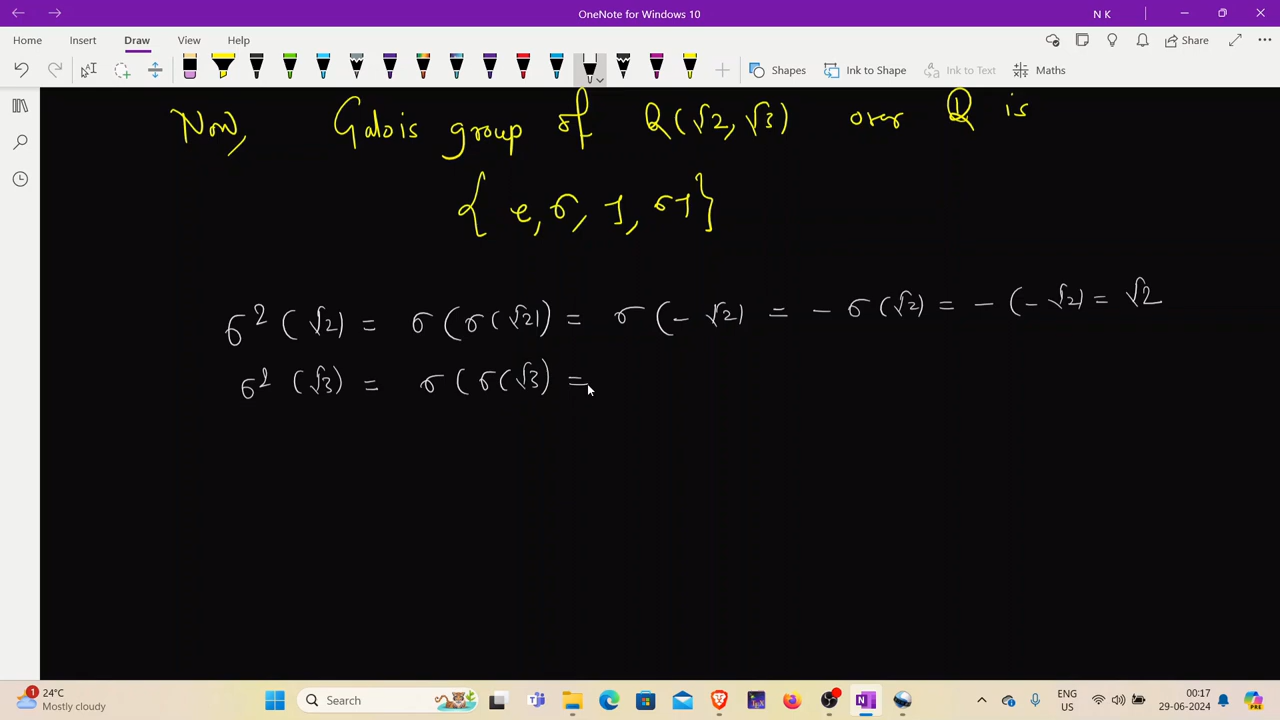 OneNote for Windows 10
N K
Home Insert Draw View Help
Share
Shapes Ink to Shape Ink to Text Maths
Now, Galois group of Q(√2, √3) over Q is
{ e, σ, τ, στ}
σ² (√2) = σ(σ(√2)) = σ(-√2) = - σ(√2) = - (-√2) = √2
σ² (√3) = σ(σ(√3) =
1
24°C
Mostly cloudy
Search
ENG
US
00:17
29-06-2024